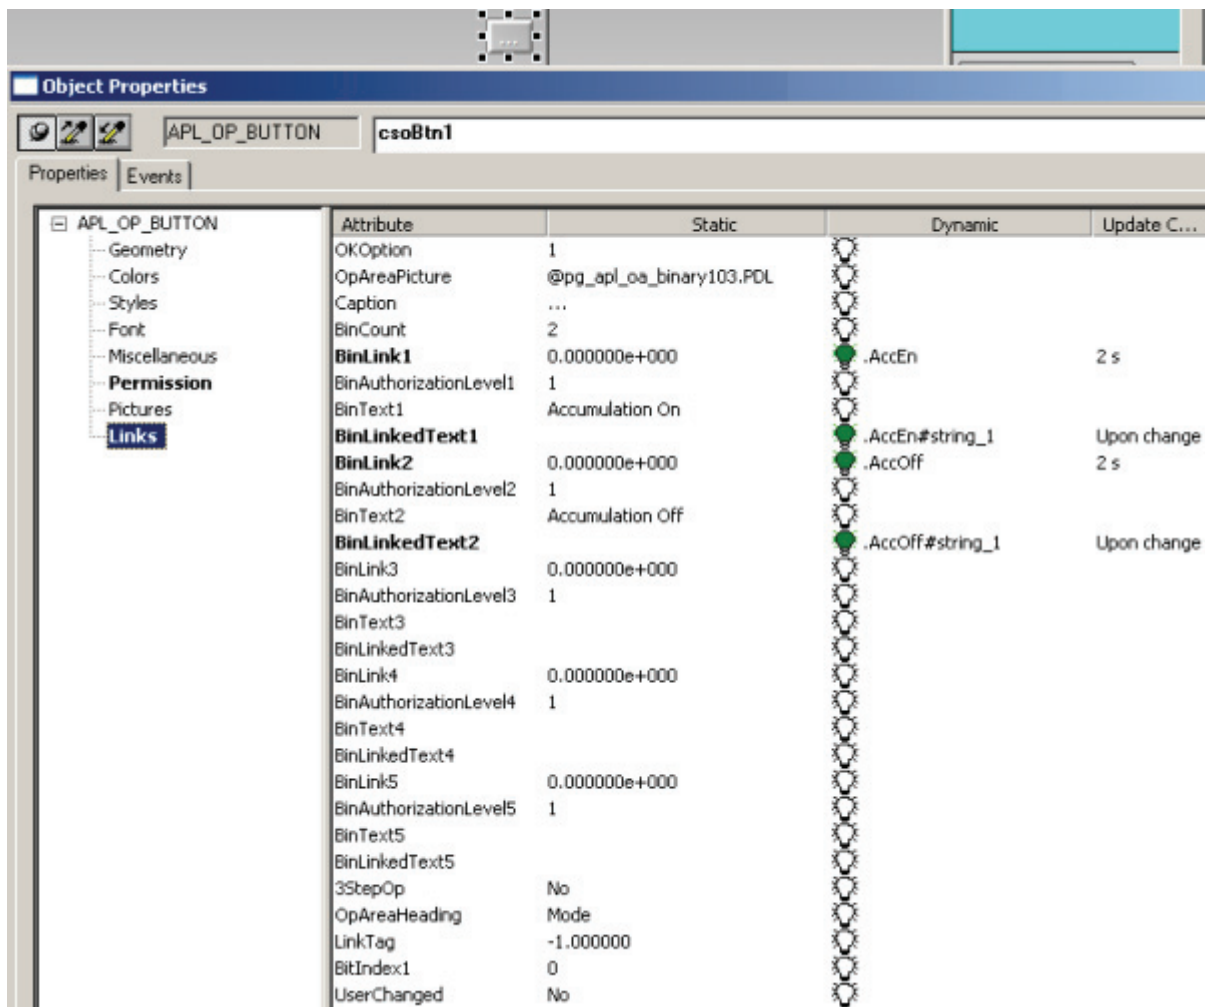 ...
Object Properties
APL_OP_BUTTON csoBtn1
Properties Events
APL_OP_BUTTON
Geometry
Colors
Styles
Font
Miscellaneous
Permission
Pictures
Links
Attribute Static Dynamic Update C...
OKOption 1
OpAreaPicture @pg_apl_oa_binary103.PDL
Caption ...
BinCount 2
BinLink1 0.000000e+000 .AccEn 2 s
BinAuthorizationLevel1 1
BinText1 Accumulation On
BinLinkedText1 .AccEn#string_1 Upon change
BinLink2 0.000000e+000 .AccOff 2 s
BinAuthorizationLevel2 1
BinText2 Accumulation Off
BinLinkedText2 .AccOff#string_1 Upon change
BinLink3 0.000000e+000
BinAuthorizationLevel3 1
BinText3
BinLinkedText3
BinLink4 0.000000e+000
BinAuthorizationLevel4 1
BinText4
BinLinkedText4
BinLink5 0.000000e+000
BinAuthorizationLevel5 1
BinText5
BinLinkedText5
3StepOp No
OpAreaHeading Mode
LinkTag -1.000000
BitIndex1 0
UserChanged No